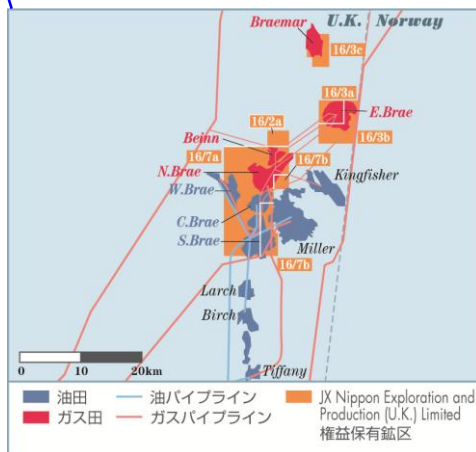 U.K. Norway
Braemar
16/3c
16/3a
E.Brae
16/2a
Beinn
16/3b
16/7a
16/7b
N.Brae
Kingfisher
W.Brae
C.Brae
S.Brae
Miller
16/7b
Larch
Birch
Tiffany
0 10 20km
油田
油パイプライン
JX Nippon Exploration and
ガス田
ガスパイプライン
Production (U.K.) Limited
権益保有鉱区